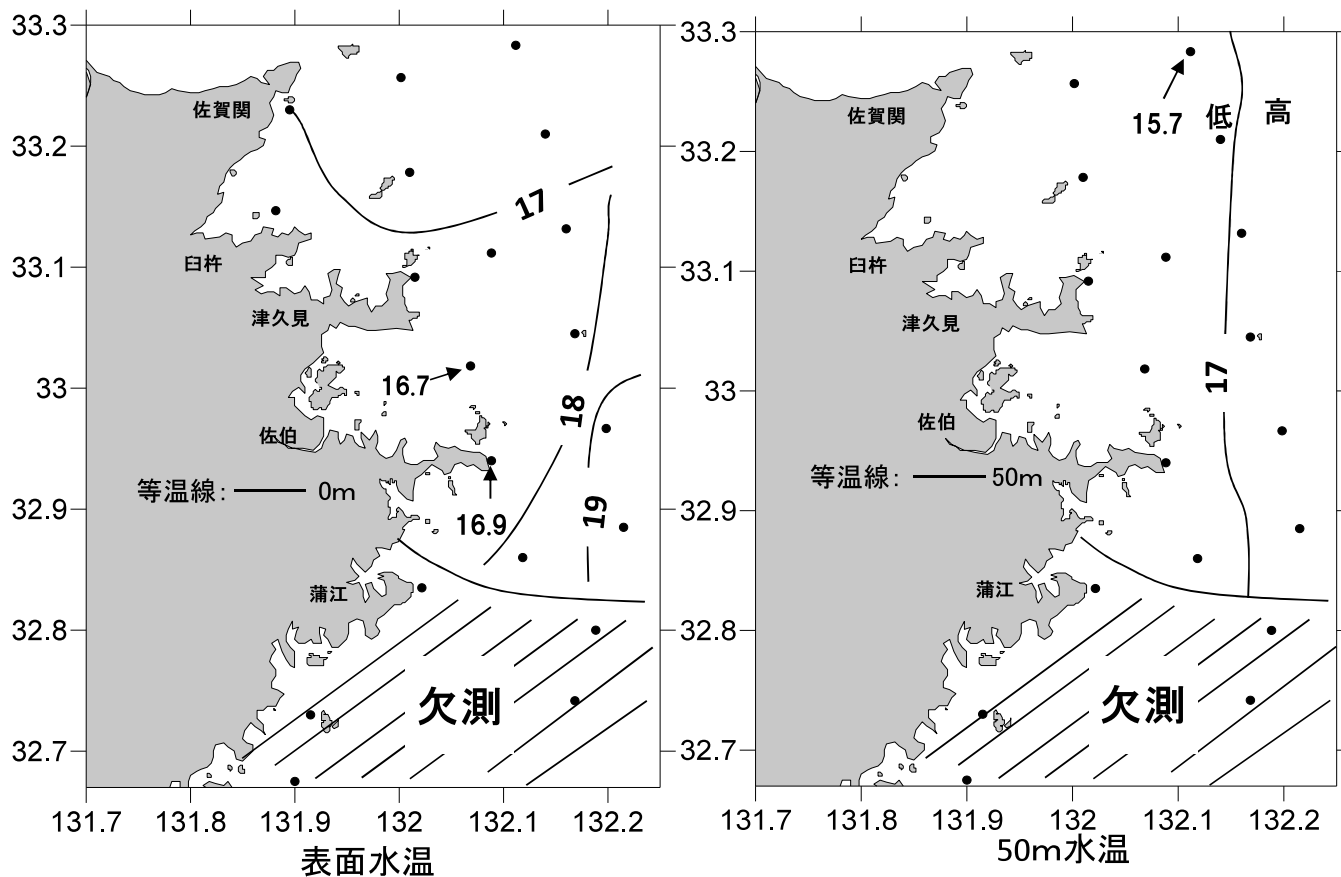 33.3
33.2
33.1
33
32.9
32.8
32.7
131.7
131.8
131.9
132
132.1
132.2
佐賀関
臼杵
津久見
佐伯
蒲江
17
16.7
18
16.9
19
等温線: 0m
欠測
表面水温
33.3
33.2
33.1
33
32.9
32.8
32.7
131.7
131.8
131.9
132
132.1
132.2
佐賀関
臼杵
津久見
佐伯
蒲江
15.7
低 高
17
等温線: 50m
欠測
50m水温